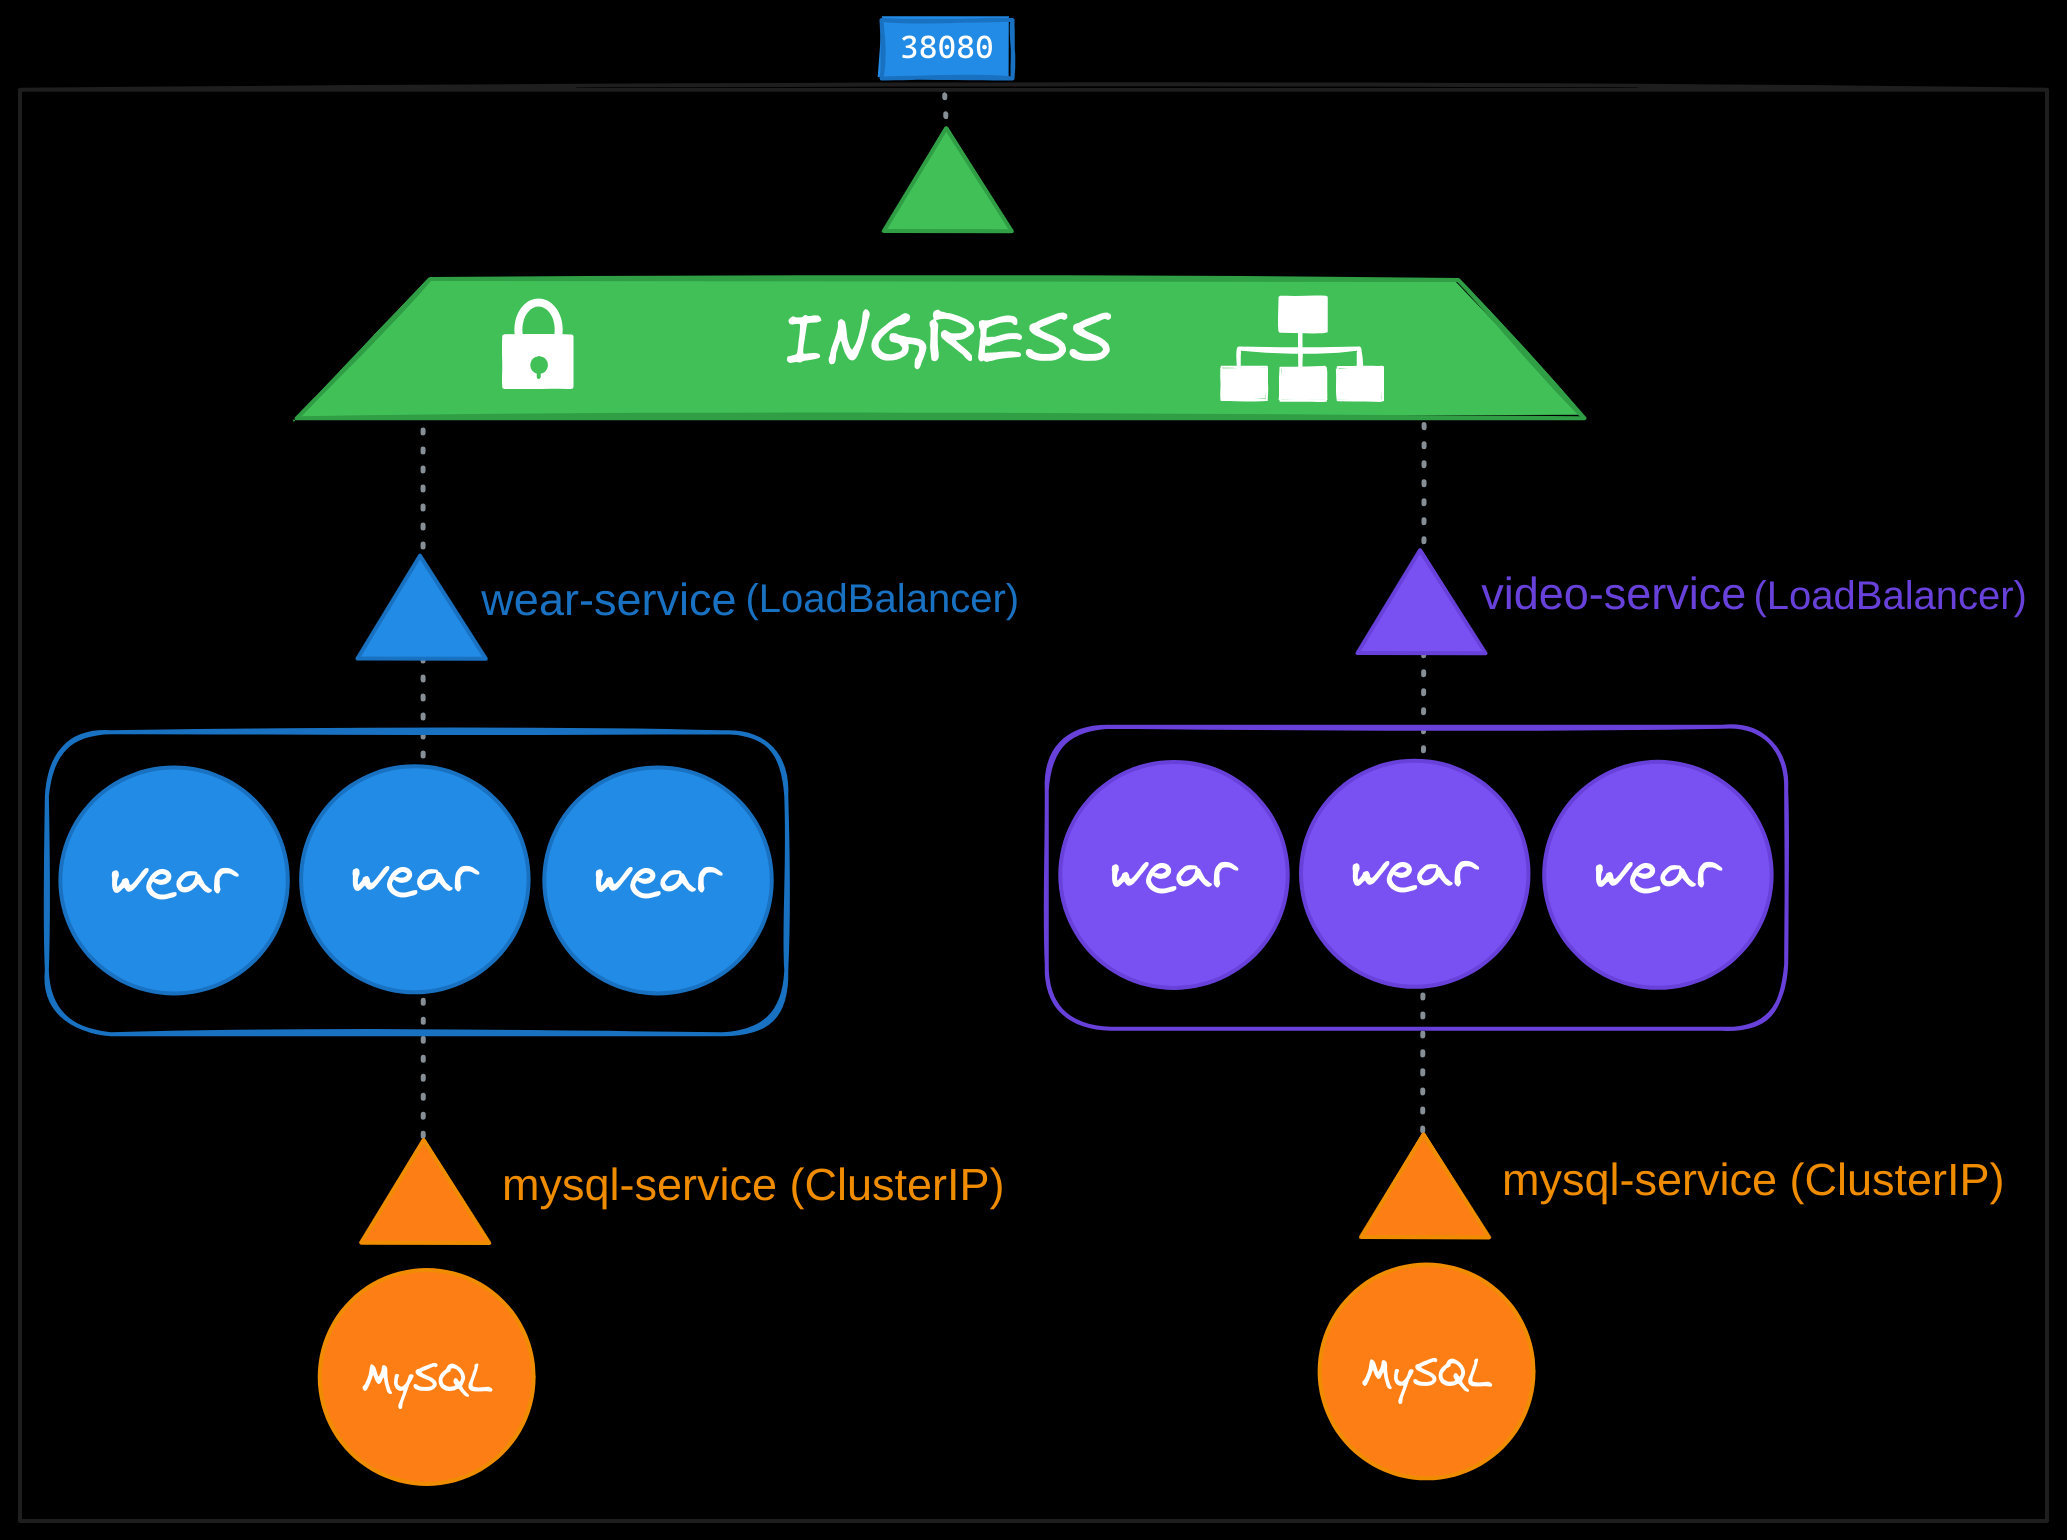 38080
INGRESS
wear-service (LoadBalancer)
video-service (LoadBalancer)
wear wear wear
wear wear wear
mysql-service (ClusterIP)
mysql-service (ClusterIP)
MySQL
MySQL